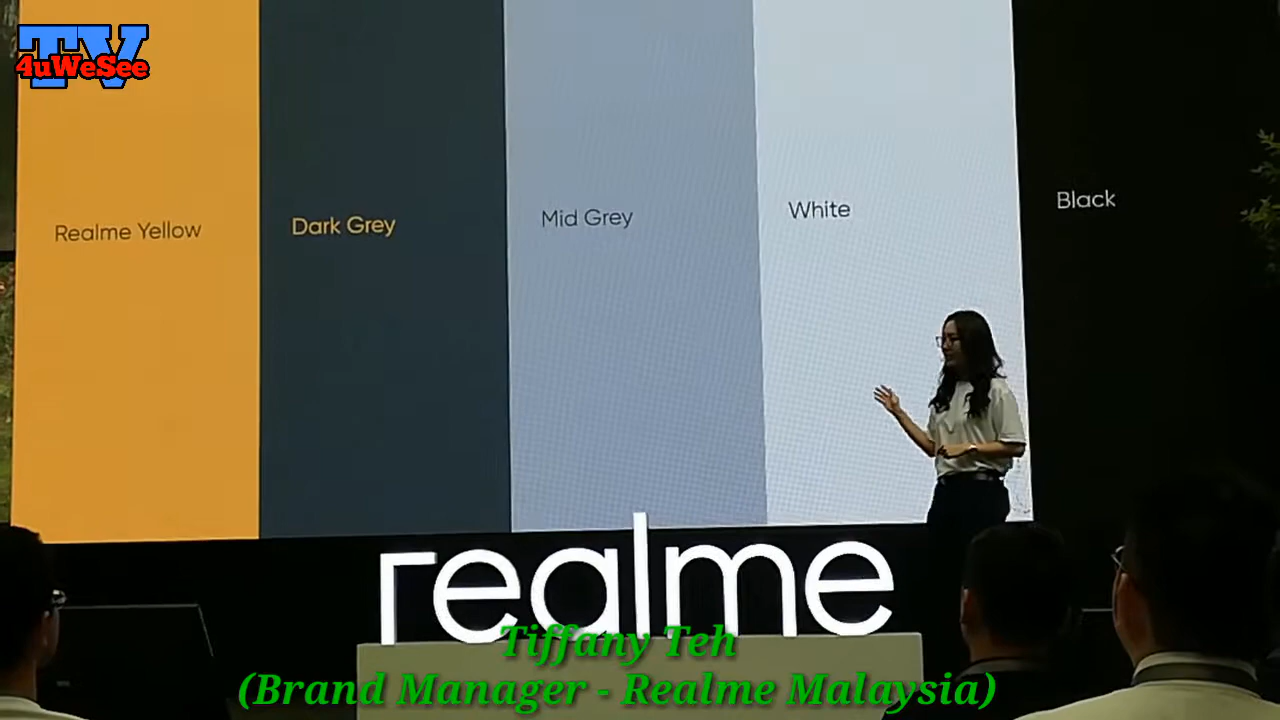 TV
4uWeSee
Realme Yellow
Dark Grey
Mid Grey
White
Black
realme
Tiffany Teh
(Brand Manager - Realme Malaysia)